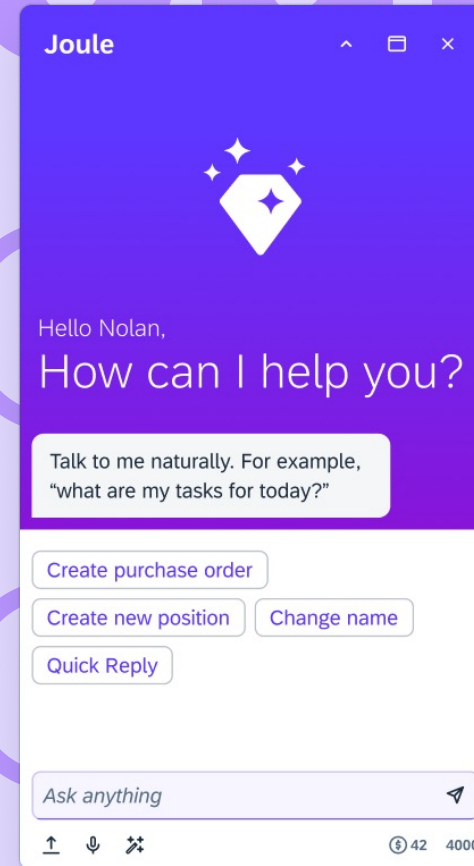 Joule
Hello Nolan,
How can I help you?
Talk to me naturally. For example,
“what are my tasks for today?”
Create purchase order
Create new position Change name
Quick Reply
Ask anything
$ 42